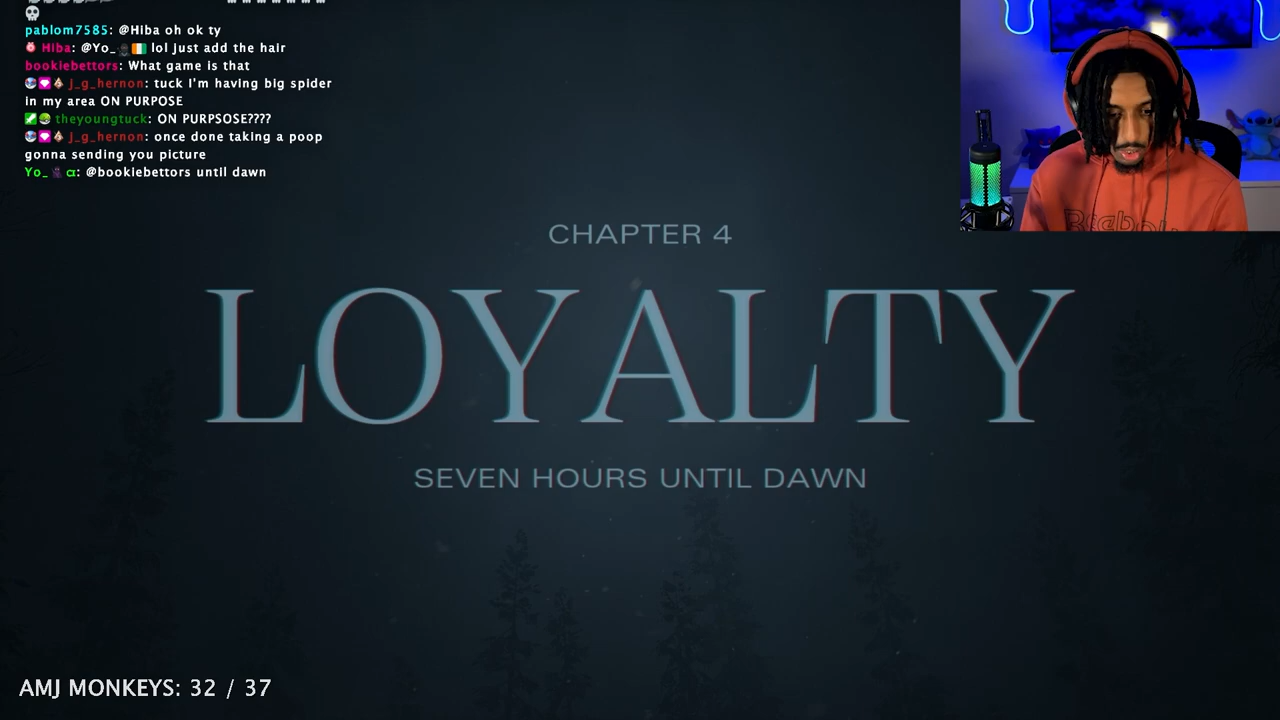 pablom7585: @Hiba oh ok ty
Hiba: @Yo_ lol just add the hair
bookiebettors: What game is that
J_g_hernon: tuck I'm having big spider
in my area ON PURPOSE
theyoungtuck: ON PURPSOSE????
J_g_hernon: once done taking a poop
gonna sending you picture
Yo_ α: @bookiebettors until dawn
CHAPTER 4
LOYALTY
SEVEN HOURS UNTIL DAWN
Reebok
AMJ MONKEYS: 32 / 37